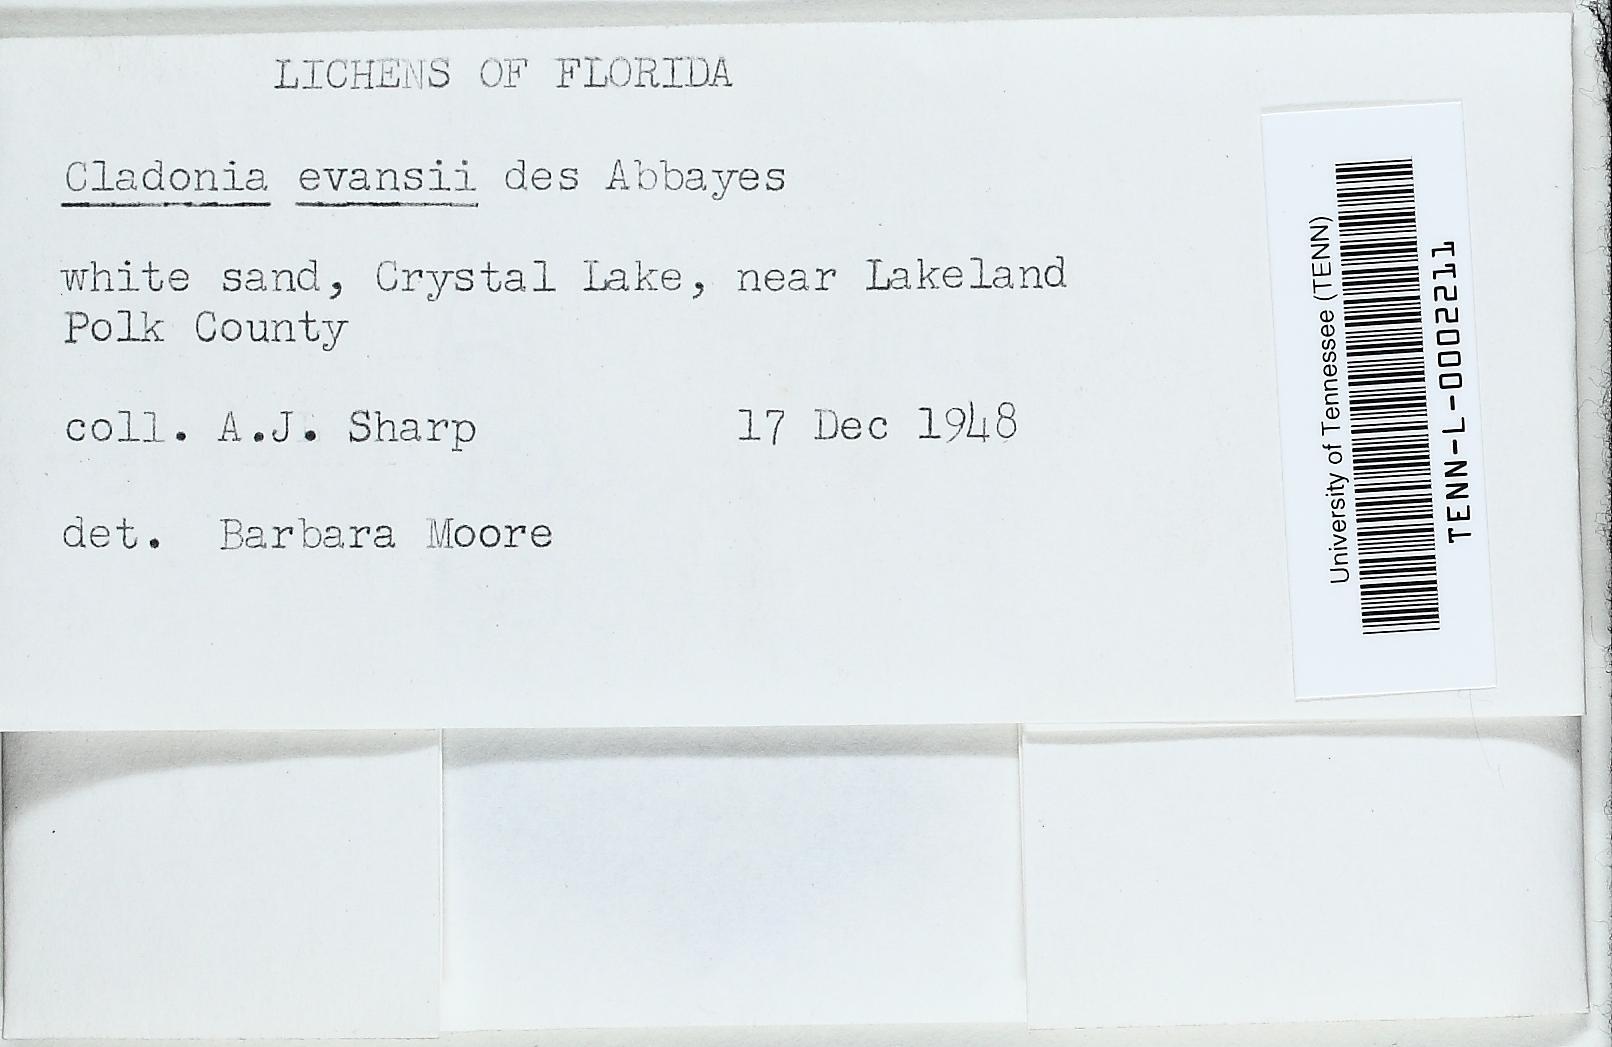 LICHENS OF FLORIDA
Cladonia evansii des Abbayes
white sand, Crystal Lake, near Lakeland
Polk County
coll. A.J. Sharp 17 Dec 1948
det. Barbara Moore
University of Tennessee (TENN)
TENN-L-0002211